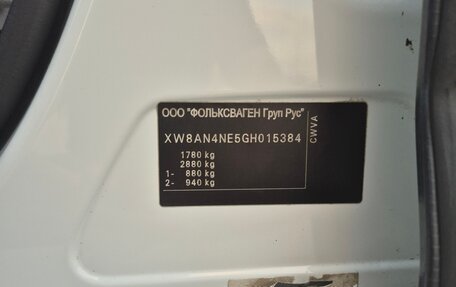 ООО "ФОЛЬКСВАГЕН Груп Рус"
XW8AN4NE5GH015384
1780 kg
2880 kg
1- 880 kg
2- 940 kg
CWVA